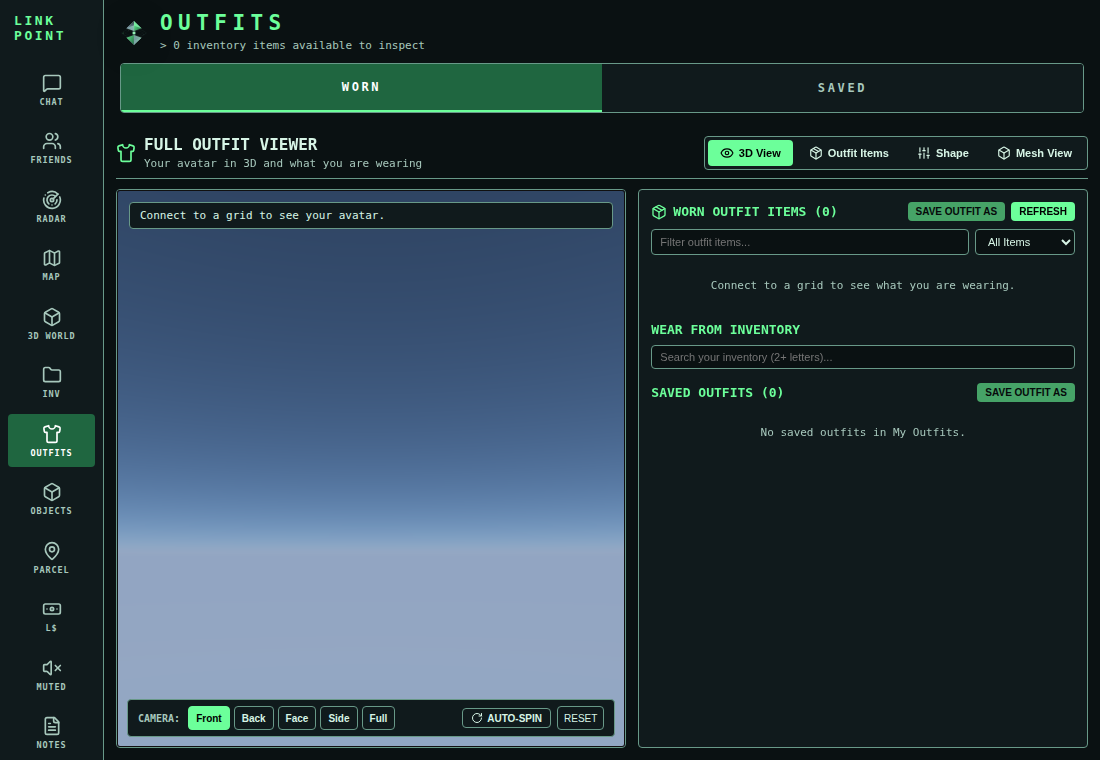 LINK
POINT
CHAT
FRIENDS
RADAR
MAP
3D WORLD
INV
OUTFITS
OBJECTS
PARCEL
L$
MUTED
NOTES
OUTFITS
> 0 inventory items available to inspect
WORN
SAVED
FULL OUTFIT VIEWER
Your avatar in 3D and what you are wearing
3D View
Outfit Items
Shape
Mesh View
Connect to a grid to see your avatar.
CAMERA:
Front
Back
Face
Side
Full
AUTO-SPIN
RESET
WORN OUTFIT ITEMS (0)
SAVE OUTFIT AS
REFRESH
Filter outfit items...
All Items
Connect to a grid to see what you are wearing.
WEAR FROM INVENTORY
Search your inventory (2+ letters)...
SAVED OUTFITS (0)
SAVE OUTFIT AS
No saved outfits in My Outfits.